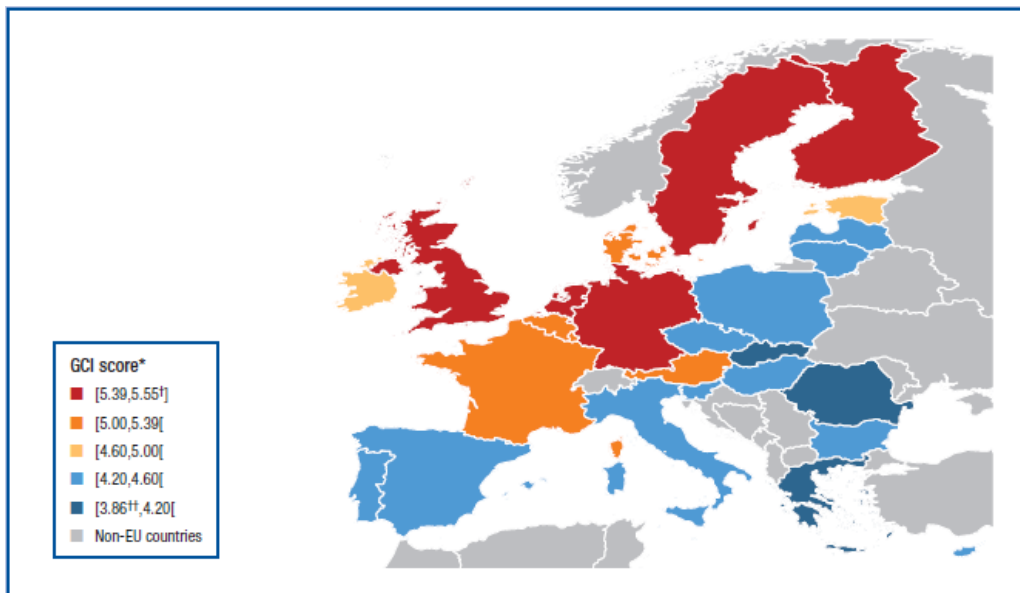 GCI score*
[5.39,5.55†]
[5.00,5.39[
[4.60,5.00[
[4.20,4.60[
[3.86††,4.20[
Non-EU countries